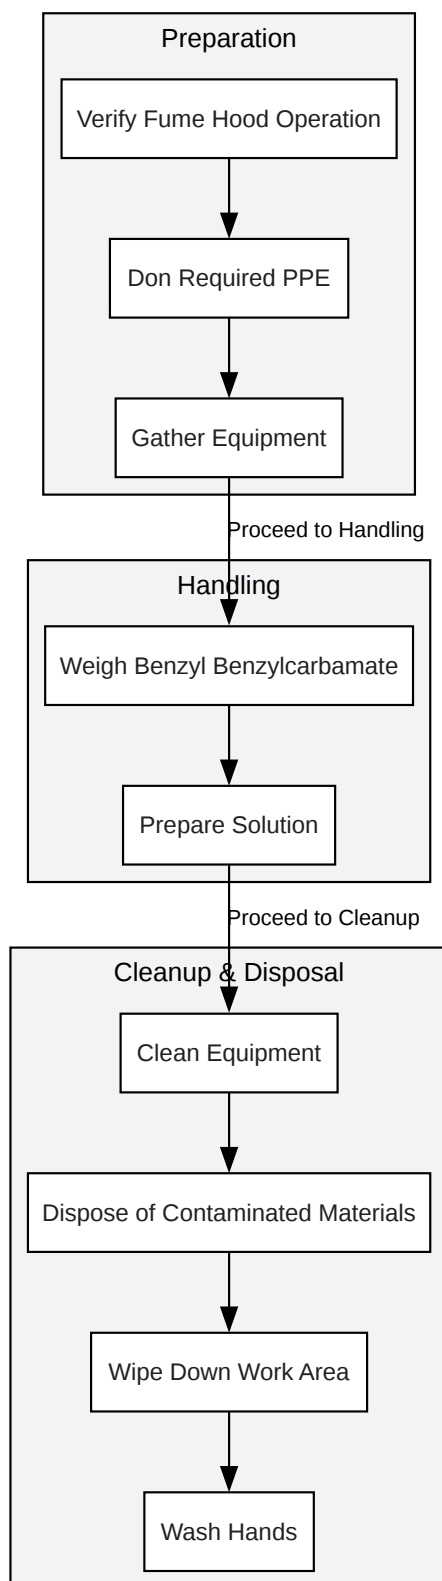 Preparation
Verify Fume Hood Operation
Don Required PPE
Gather Equipment
Proceed to Handling
Handling
Weigh Benzyl Benzylcarbamate
Prepare Solution
Proceed to Cleanup
Cleanup & Disposal
Clean Equipment
Dispose of Contaminated Materials
Wipe Down Work Area
Wash Hands